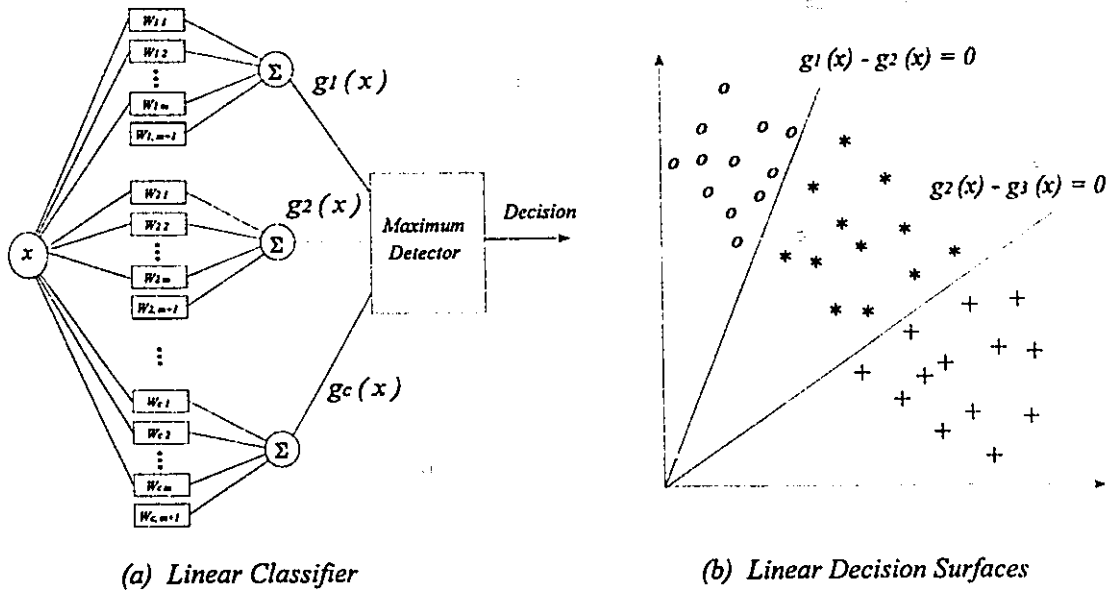 W1 1
W1 2
W1 m
W1, m+1
Σ
g1 (x)
W2 1
W2 2
W2 m
W2, m+1
Σ
g2 (x)
x
Maximum
Detector
Decision
Wc 1
Wc 2
Wc m
Wc, m+1
Σ
gc (x)
(a) Linear Classifier
g1 (x) - g2 (x) = 0
g2 (x) - g3 (x) = 0
(b) Linear Decision Surfaces